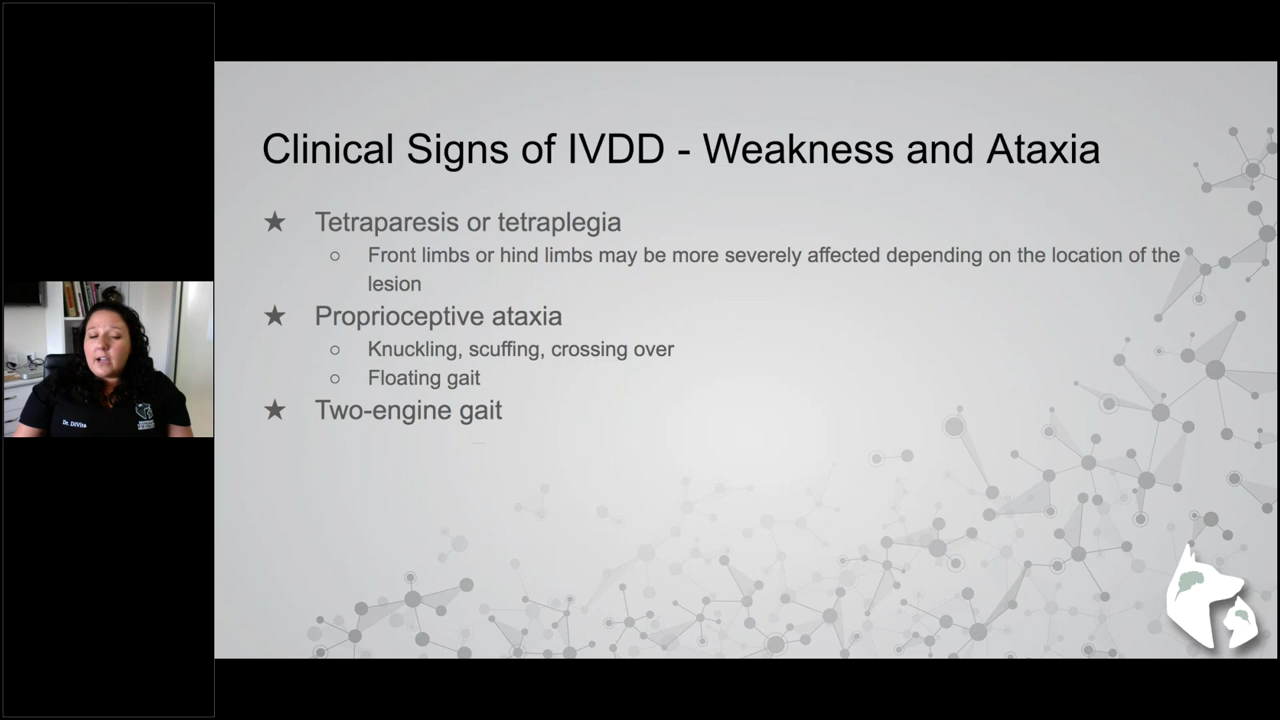 Clinical Signs of IVDD - Weakness and Ataxia
★ Tetraparesis or tetraplegia
○ Front limbs or hind limbs may be more severely affected depending on the location of the
lesion
★ Proprioceptive ataxia
○ Knuckling, scuffing, crossing over
○ Floating gait
★ Two-engine gait
Dr. DiVita